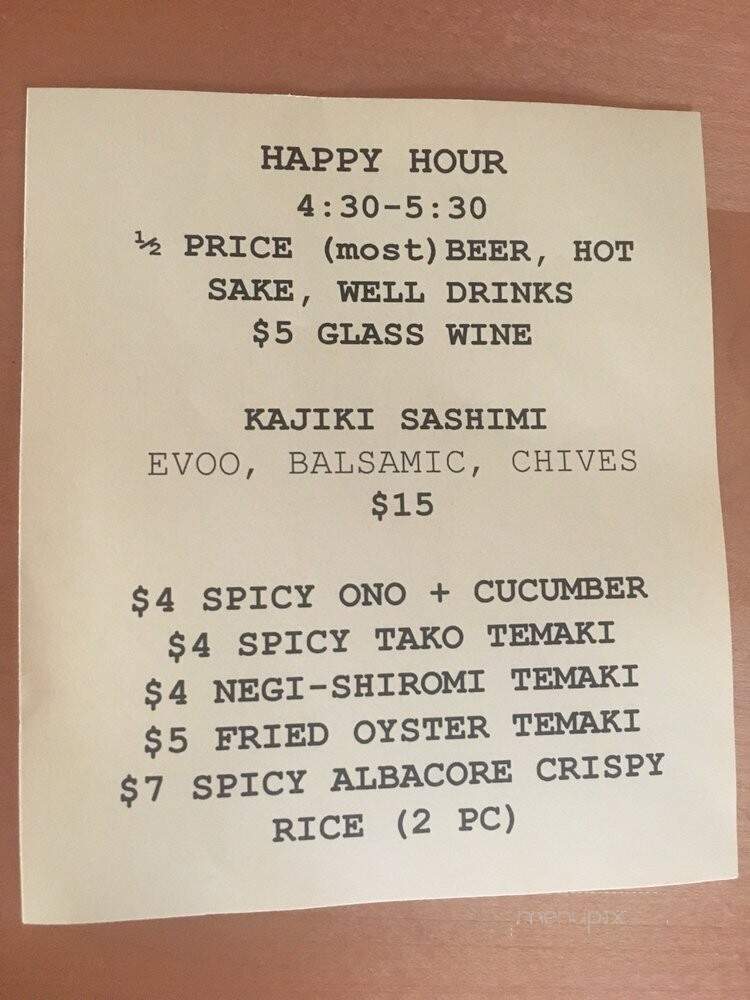 HAPPY HOUR
4:30-5:30
½ PRICE (most)BEER, HOT
SAKE, WELL DRINKS
$5 GLASS WINE
KAJIKI SASHIMI
EVOO, BALSAMIC, CHIVES
$15
$4 SPICY ONO + CUCUMBER
$4 SPICY TAKO TEMAKI
$4 NEGI-SHIROMI TEMAKI
$5 FRIED OYSTER TEMAKI
$7 SPICY ALBACORE CRISPY
RICE (2 PC)
menupix